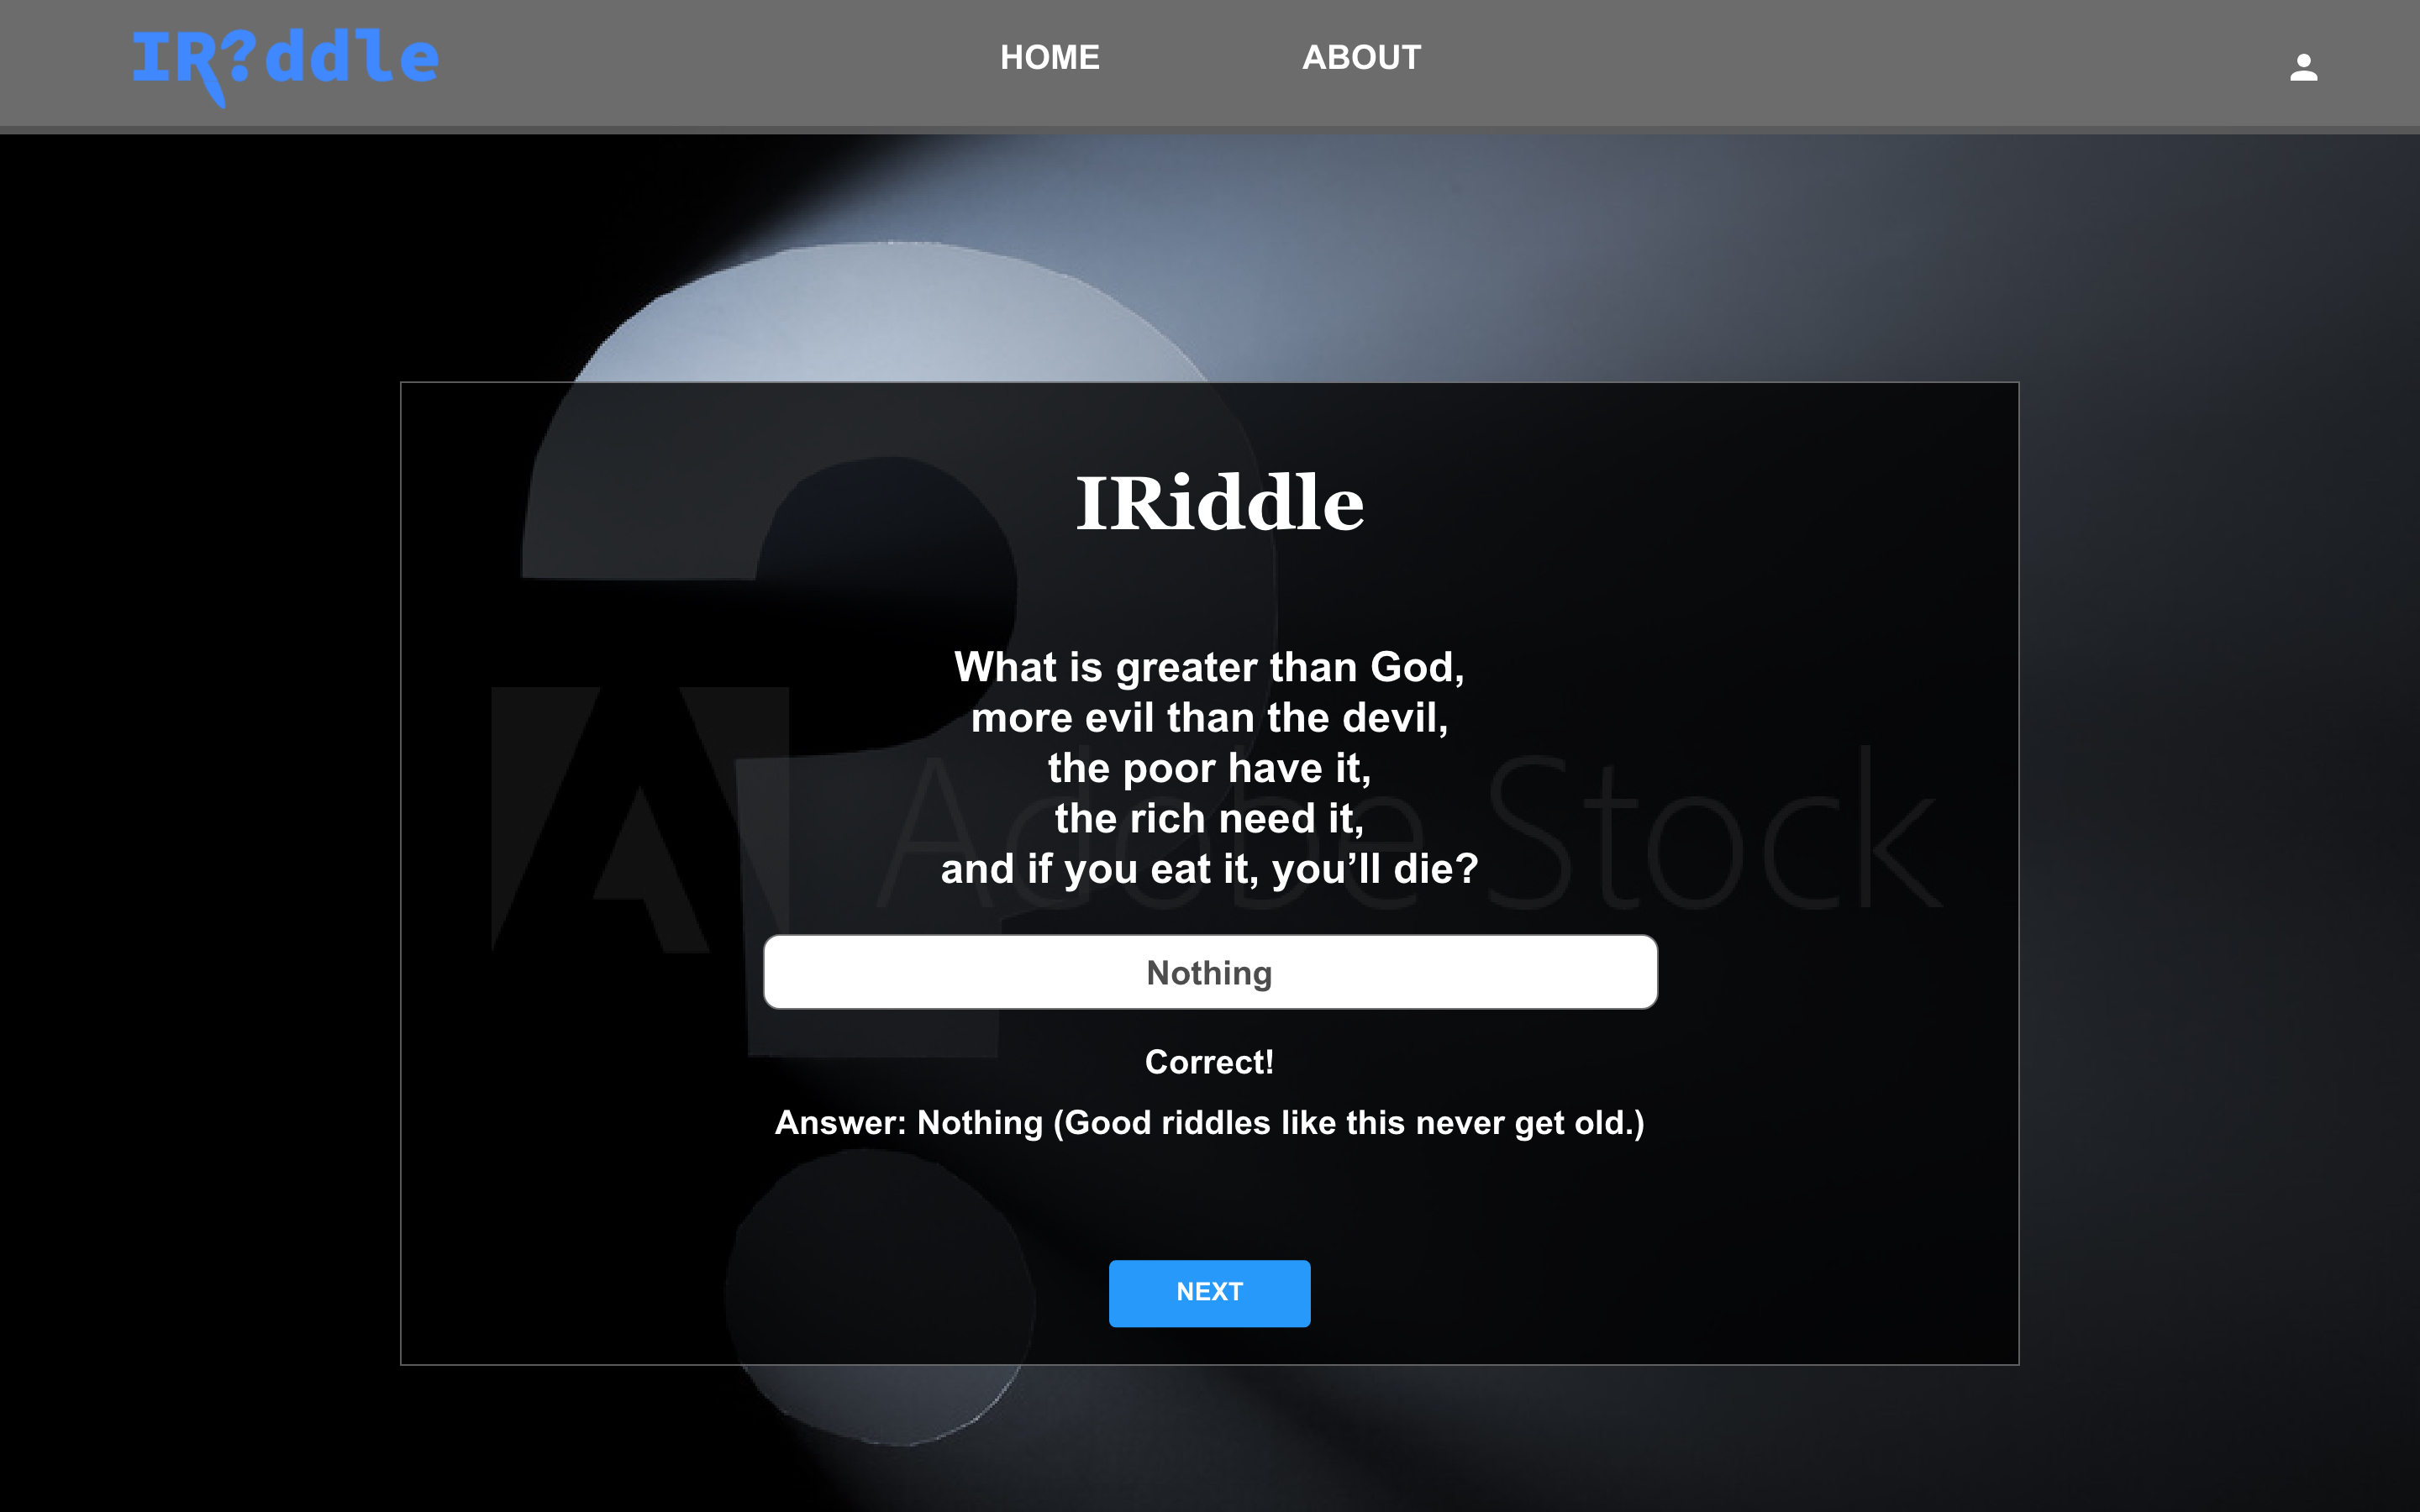 IR?ddle
HOME
ABOUT
IRiddle
What is greater than God,
more evil than the devil,
the poor have it,
the rich need it,
and if you eat it, you’ll die?
Adobe Stock
Nothing
Correct!
Answer: Nothing (Good riddles like this never get old.)
NEXT